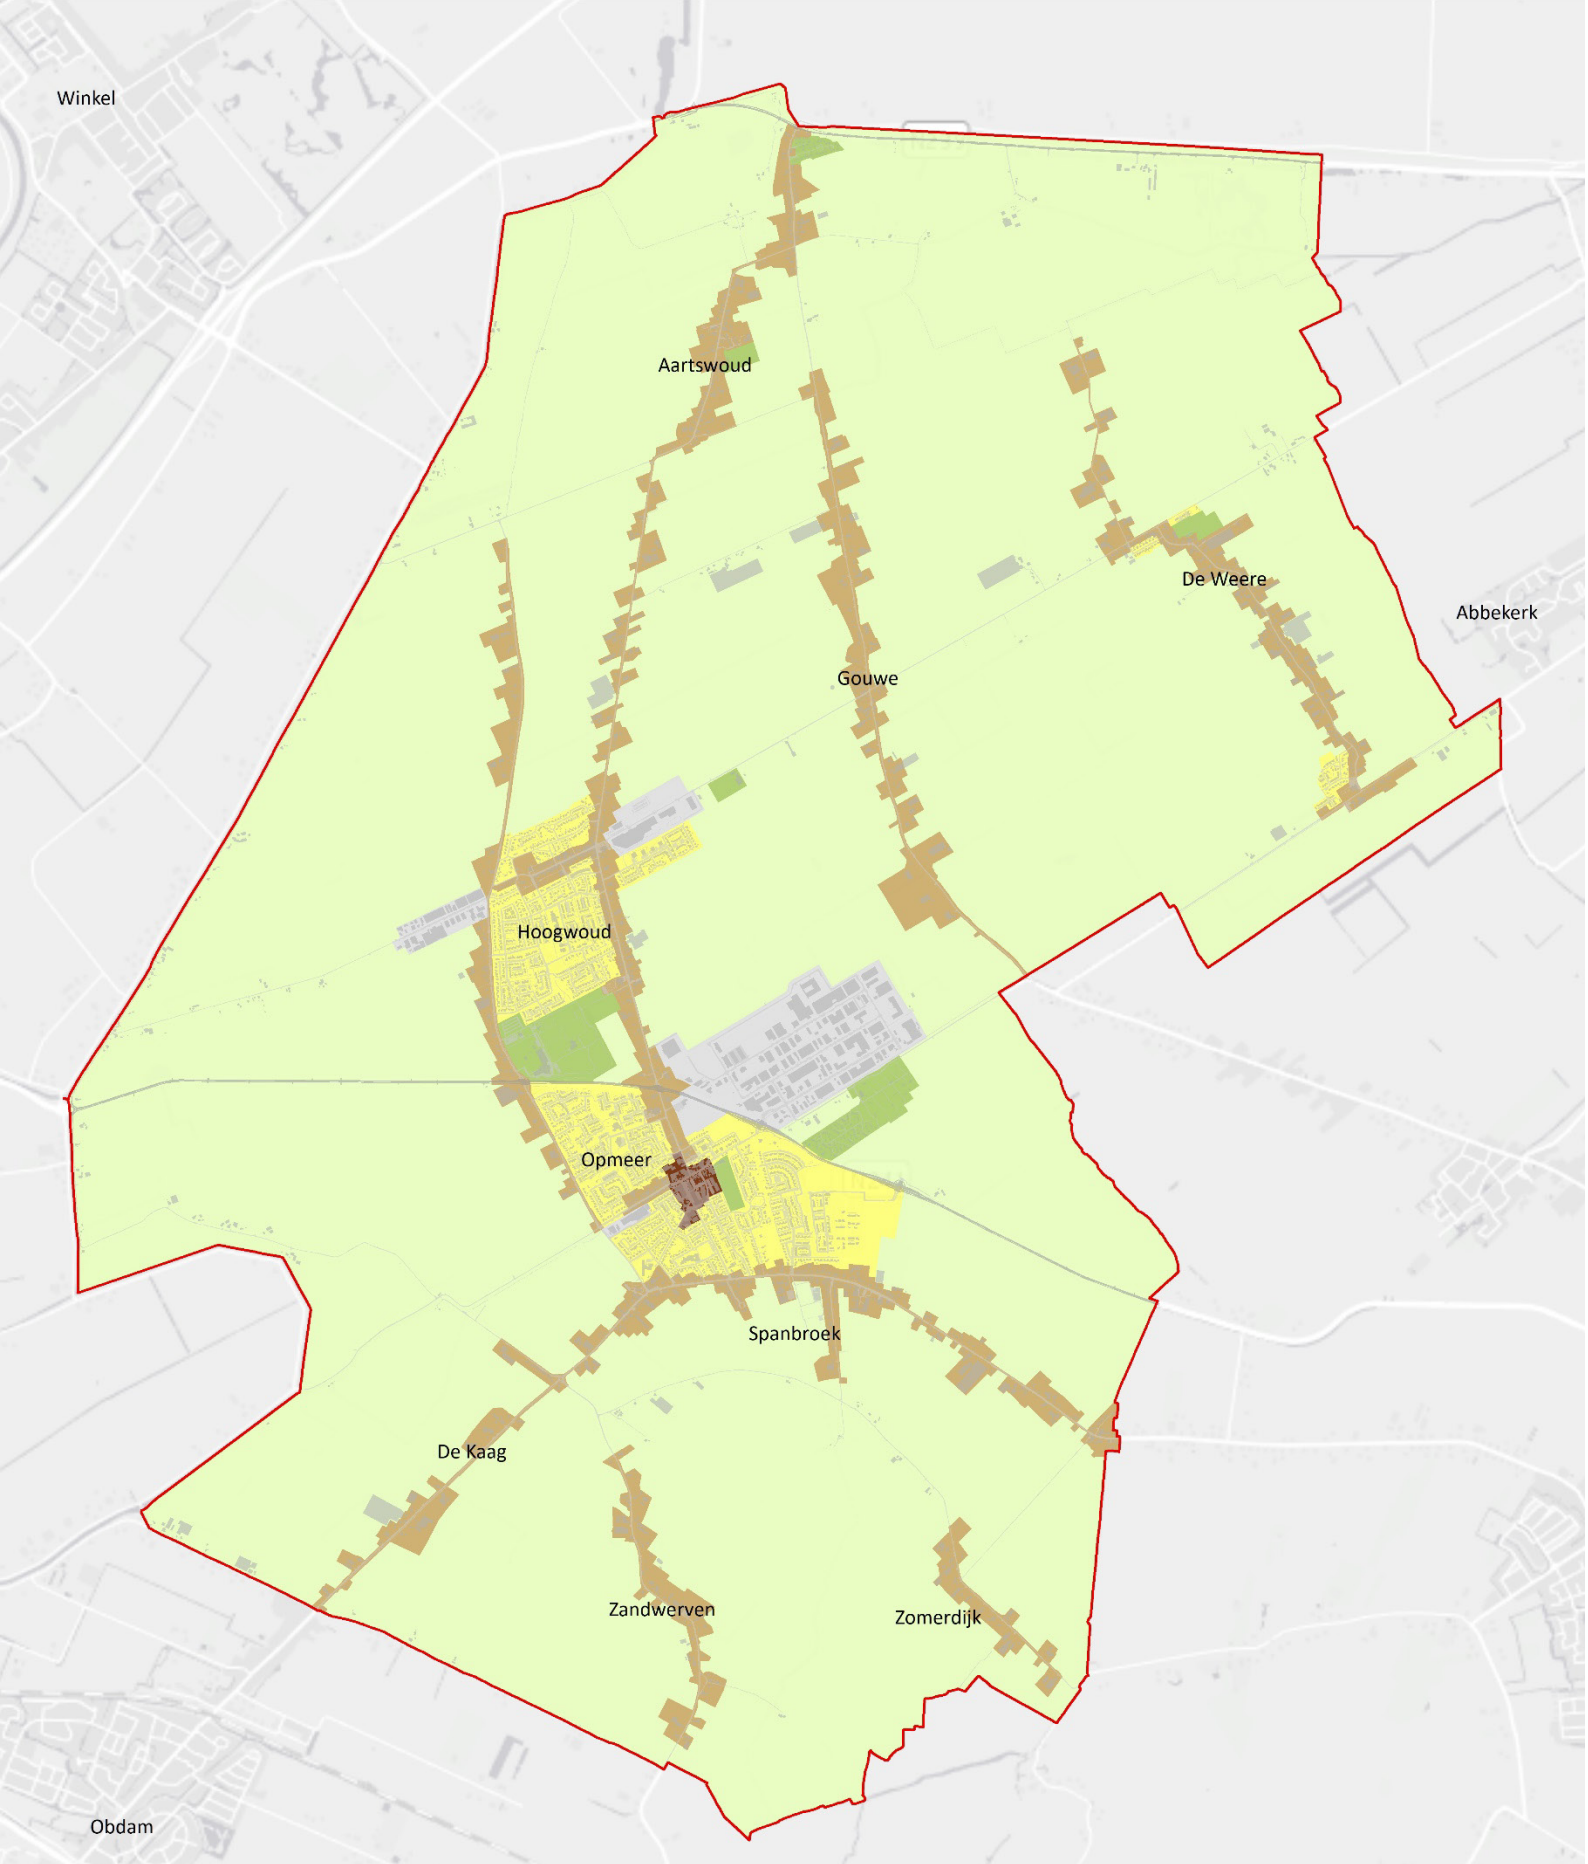 Winkel
Aartswoud
De Weere
Abbekerk
Gouwe
Hoogwoud
Opmeer
Spanbroek
De Kaag
Zandwerven
Zomerdijk
Obdam